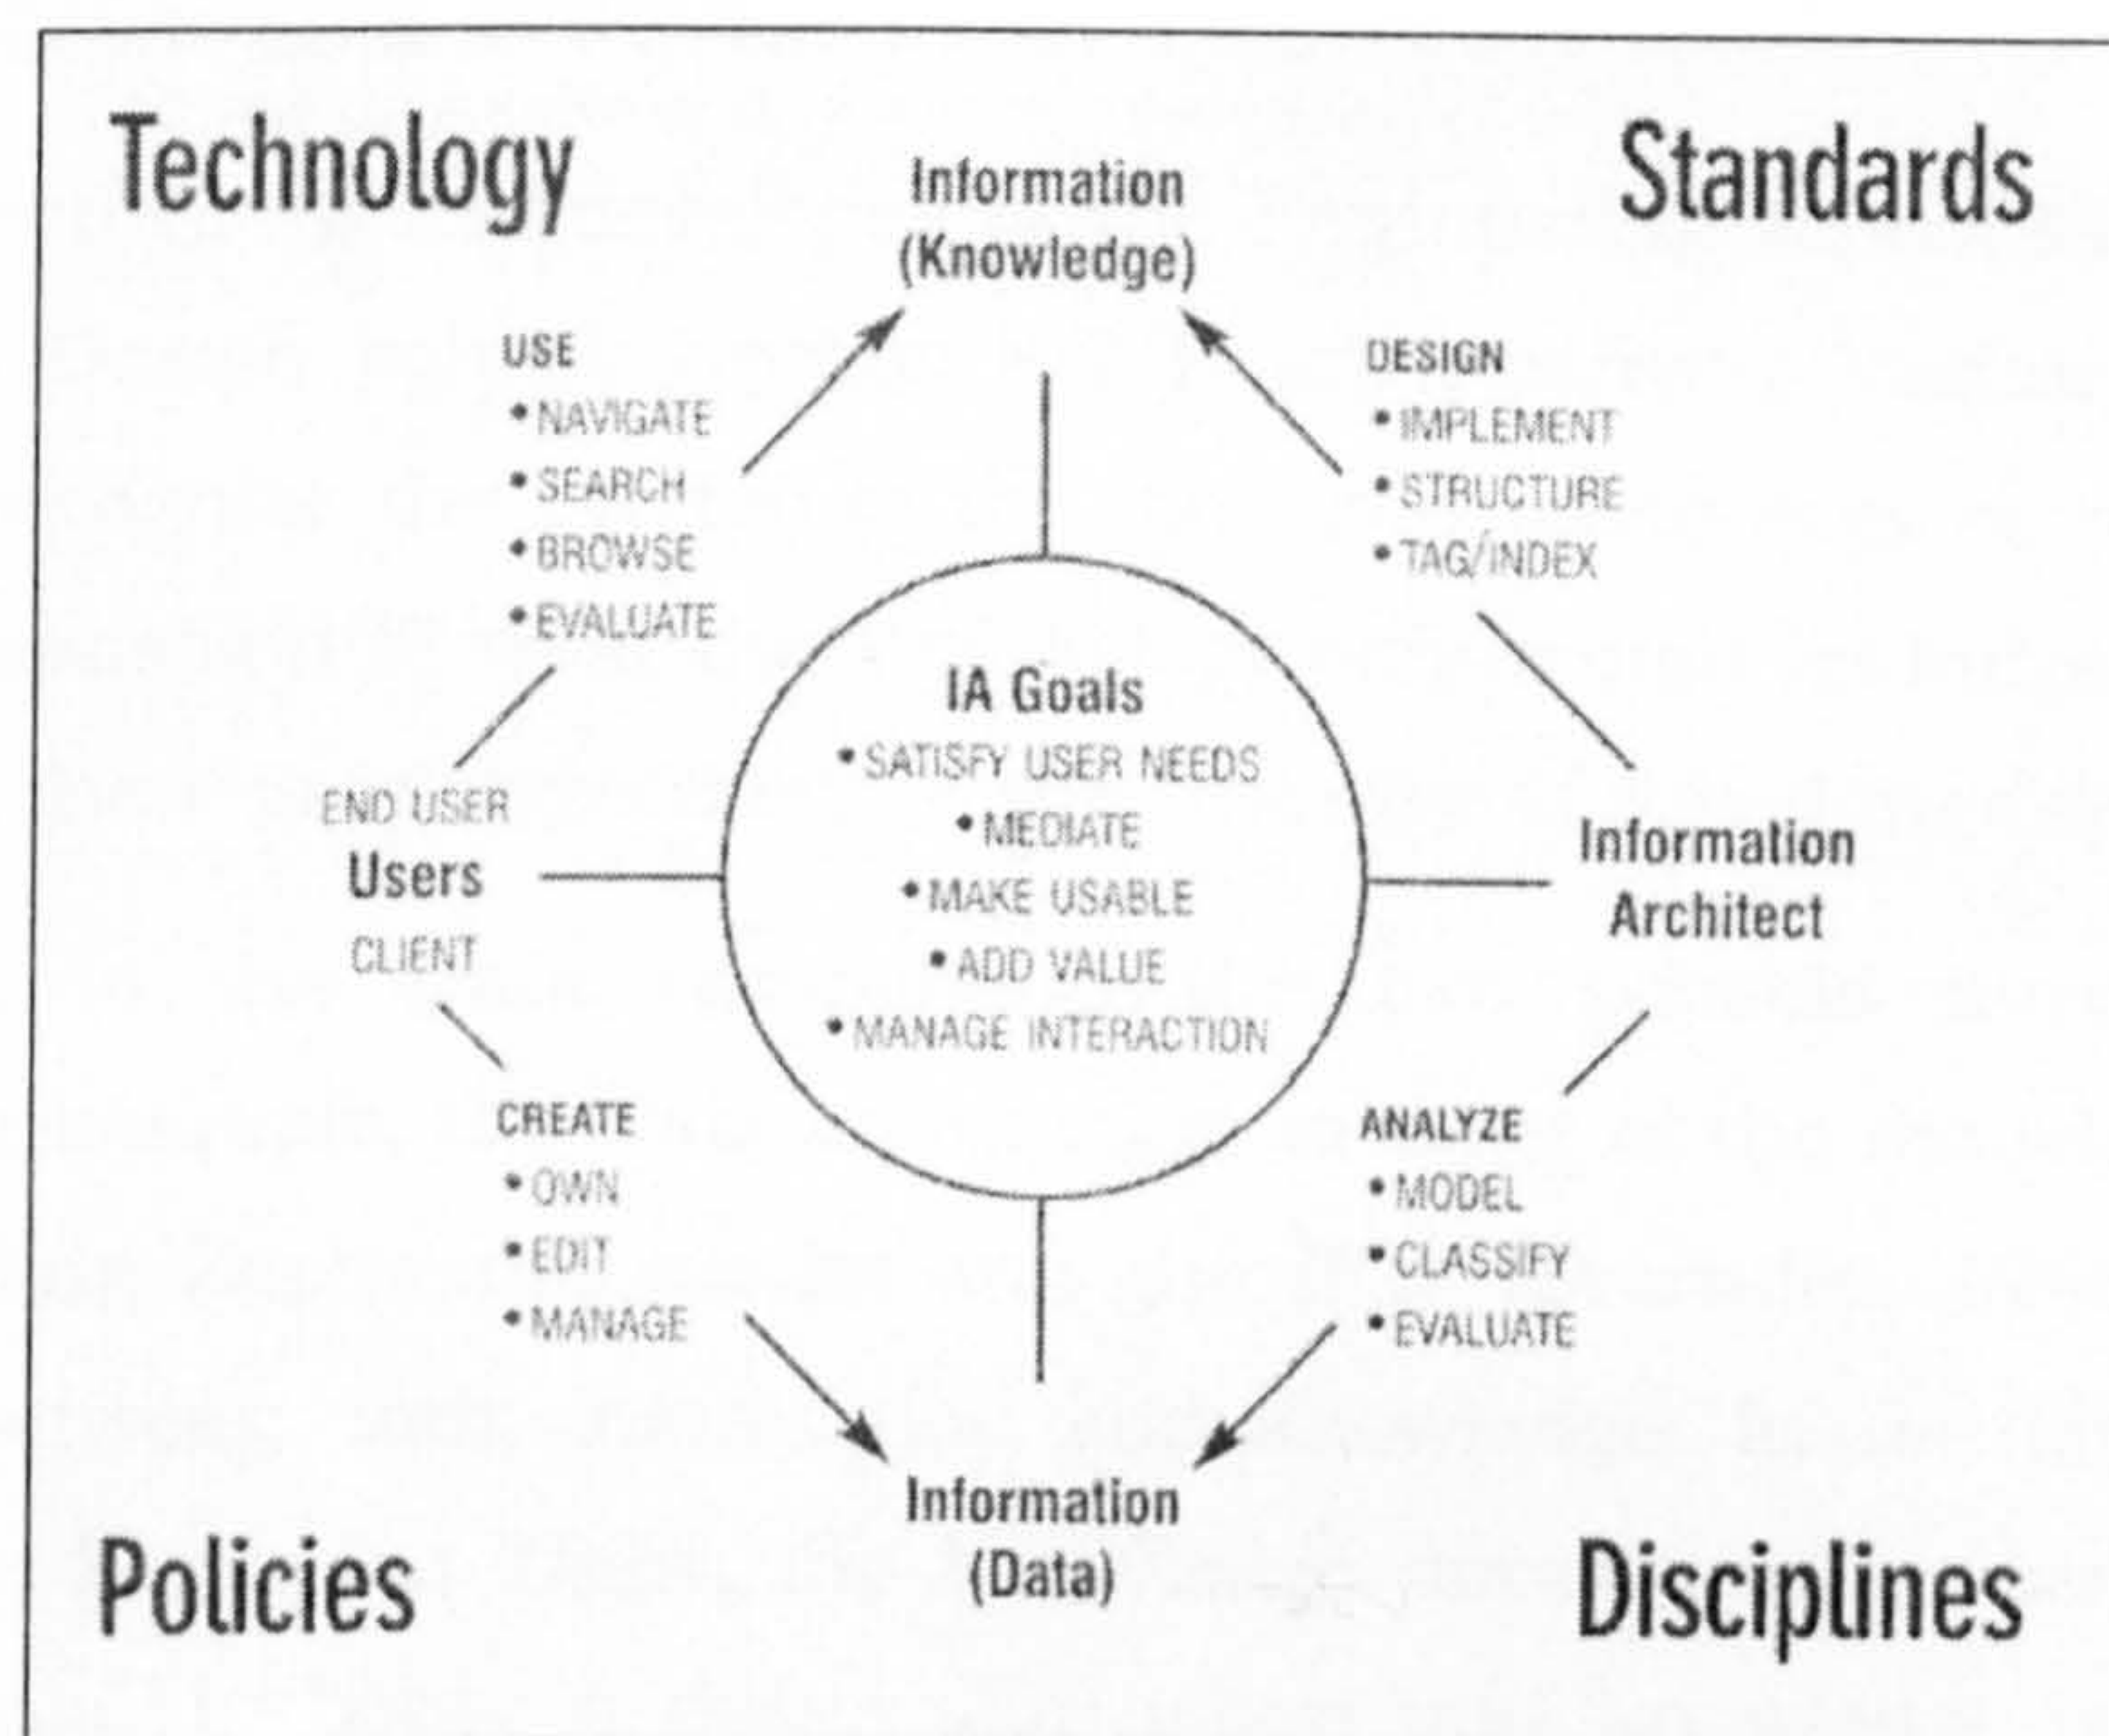 Technology
Standards
Information
(Knowledge)
USE
• NAVIGATE
• SEARCH
• BROWSE
• EVALUATE
DESIGN
• IMPLEMENT
• STRUCTURE
• TAG/INDEX
IA Goals
• SATISFY USER NEEDS
• MEDIATE
• MAKE USABLE
• ADD VALUE
• MANAGE INTERACTION
END USER
Users
CLIENT
Information
Architect
CREATE
• OWN
• EDIT
• MANAGE
ANALYZE
• MODEL
• CLASSIFY
• EVALUATE
Information
(Data)
Policies
Disciplines